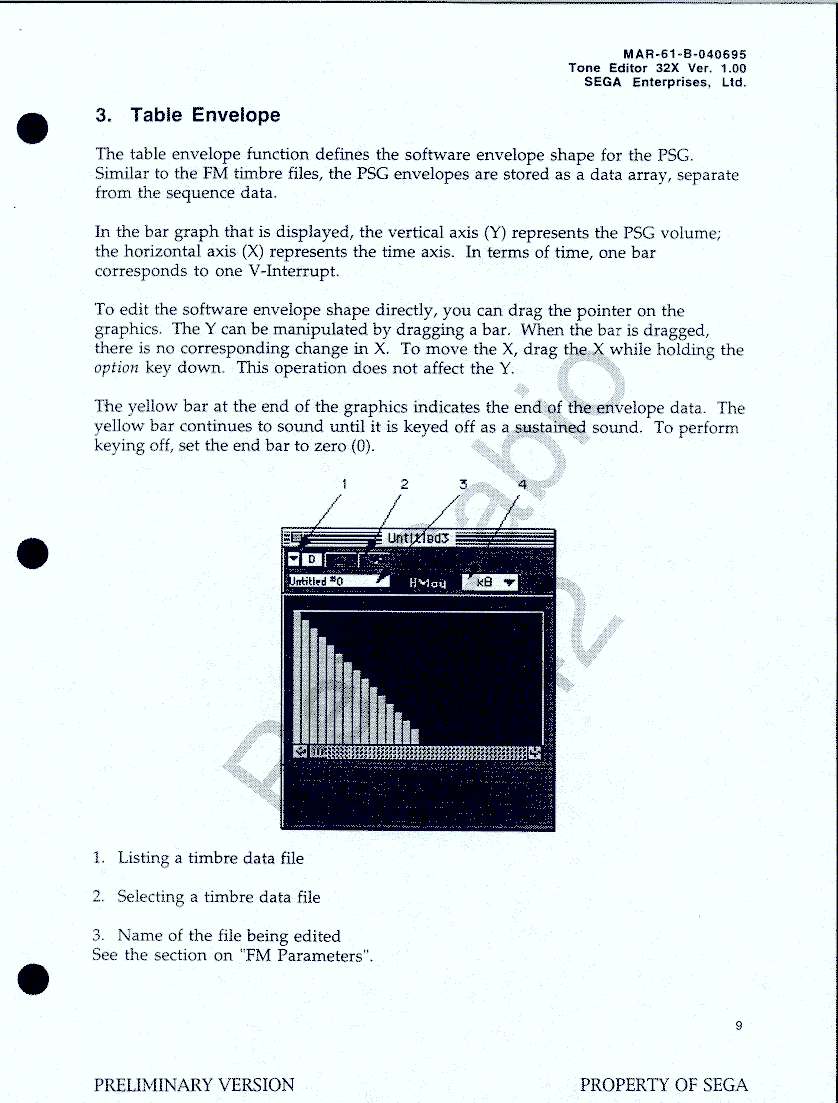 MAR-61-B-040695
Tone Editor 32X Ver. 1.00
SEGA Enterprises, Ltd.
3. Table Envelope
The table envelope function defines the software envelope shape for the PSG.
Similar to the FM timbre files, the PSG envelopes are stored as a data array, separate
from the sequence data.
In the bar graph that is displayed, the vertical axis (Y) represents the PSG volume;
the horizontal axis (X) represents the time axis. In terms of time, one bar
corresponds to one V-Interrupt.
To edit the software envelope shape directly, you can drag the pointer on the
graphics. The Y can be manipulated by dragging a bar. When the bar is dragged,
there is no corresponding change in X. To move the X, drag the X while holding the
option key down. This operation does not affect the Y.
The yellow bar at the end of the graphics indicates the end of the envelope data. The
yellow bar continues to sound until it is keyed off as a sustained sound. To perform
keying off, set the end bar to zero (0).
1 2 3 4
Untitled3
0
Untitled #0
x8
1. Listing a timbre data file
2. Selecting a timbre data file
3. Name of the file being edited
See the section on "FM Parameters".
9
PRELIMINARY VERSION
PROPERTY OF SEGA